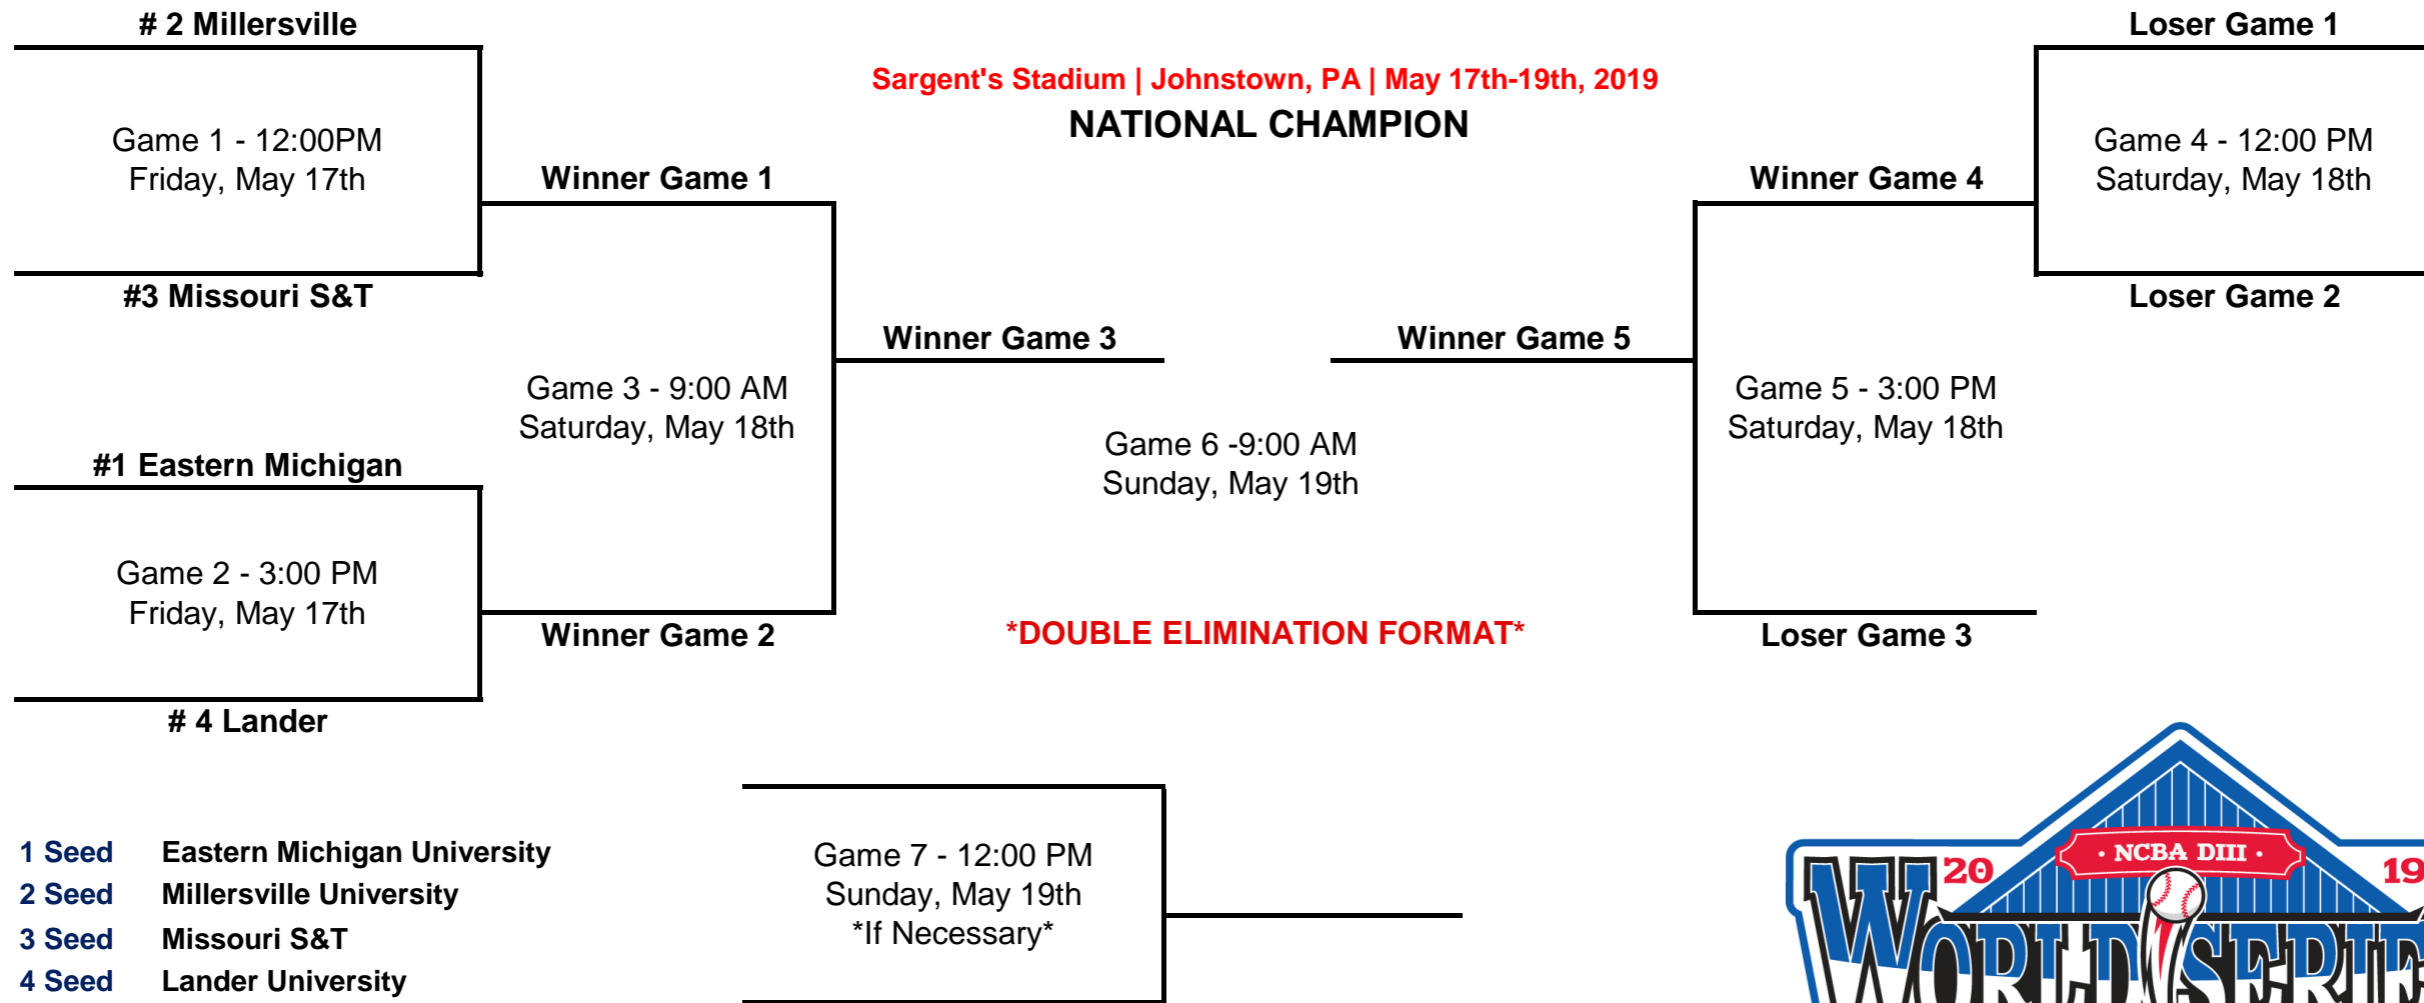 # 2 Millersville
Loser Game 1
Sargent's Stadium | Johnstown, PA | May 17th-19th, 2019
NATIONAL CHAMPION
Game 1 - 12:00PM
Friday, May 17th
Game 4 - 12:00 PM
Saturday, May 18th
Winner Game 1
Winner Game 4
#3 Missouri S&T
Loser Game 2
Winner Game 3
Winner Game 5
Game 3 - 9:00 AM
Saturday, May 18th
Game 5 - 3:00 PM
Saturday, May 18th
Game 6 -9:00 AM
Sunday, May 19th
#1 Eastern Michigan
Game 2 - 3:00 PM
Friday, May 17th
Winner Game 2
*DOUBLE ELIMINATION FORMAT*
Loser Game 3
# 4 Lander
1 Seed Eastern Michigan University
2 Seed Millersville University
3 Seed Missouri S&T
4 Seed Lander University
Game 7 - 12:00 PM
Sunday, May 19th
*If Necessary*
· NCBA DIII ·
20 19
WORLD SERIE